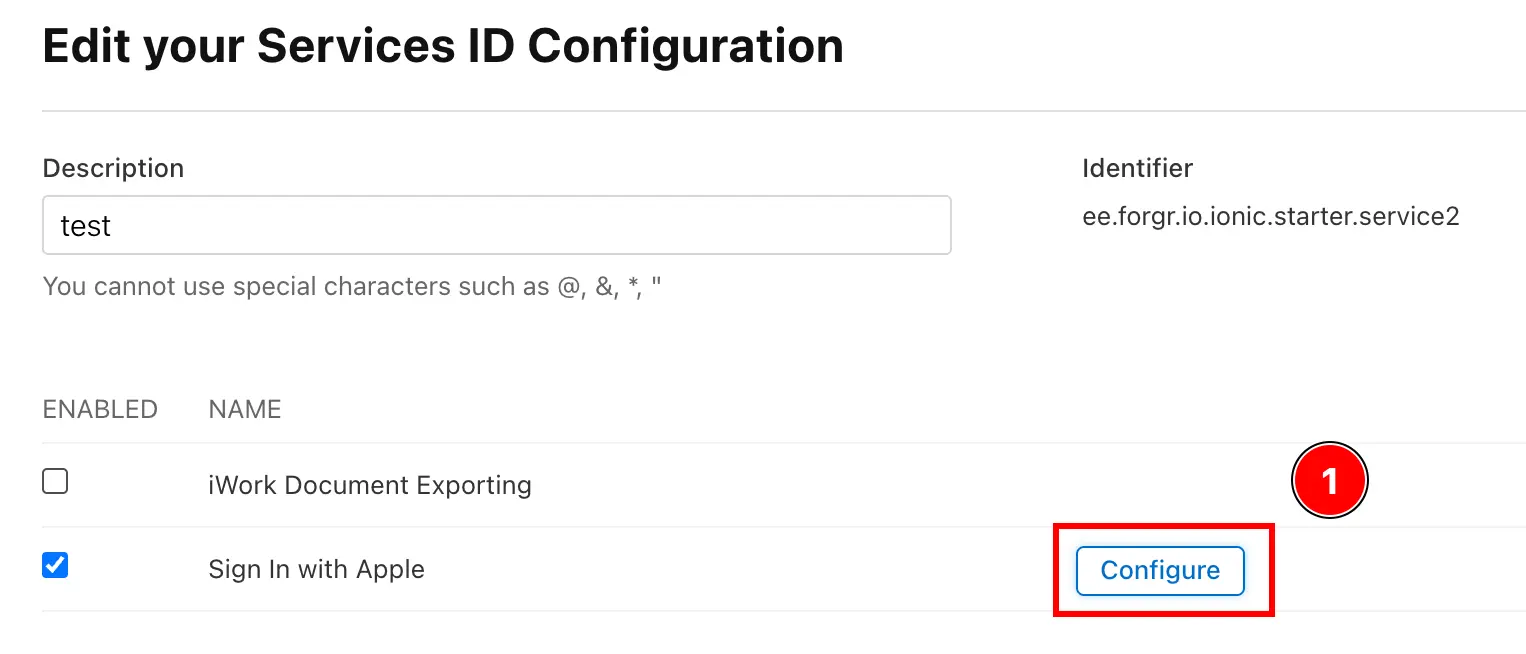 Edit your Services ID Configuration
Description
Identifier
test
ee.forgr.io.ionic.starter.service2
You cannot use special characters such as @, &, *, "
ENABLED NAME
iWork Document Exporting
1
Sign In with Apple
Configure